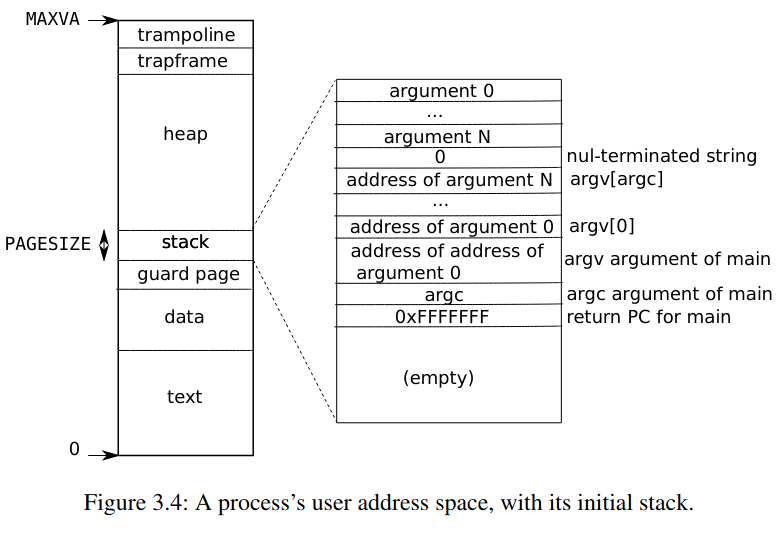 MAXVA
trampoline
trapframe
heap
PAGESIZE
stack
guard page
data
text
0
argument 0
...
argument N
0
nul-terminated string
address of argument N
argv[argc]
...
address of argument 0
argv[0]
address of address of
argument 0
argv argument of main
argc
argc argument of main
0xFFFFFFF
return PC for main
(empty)
Figure 3.4: A process's user address space, with its initial stack.